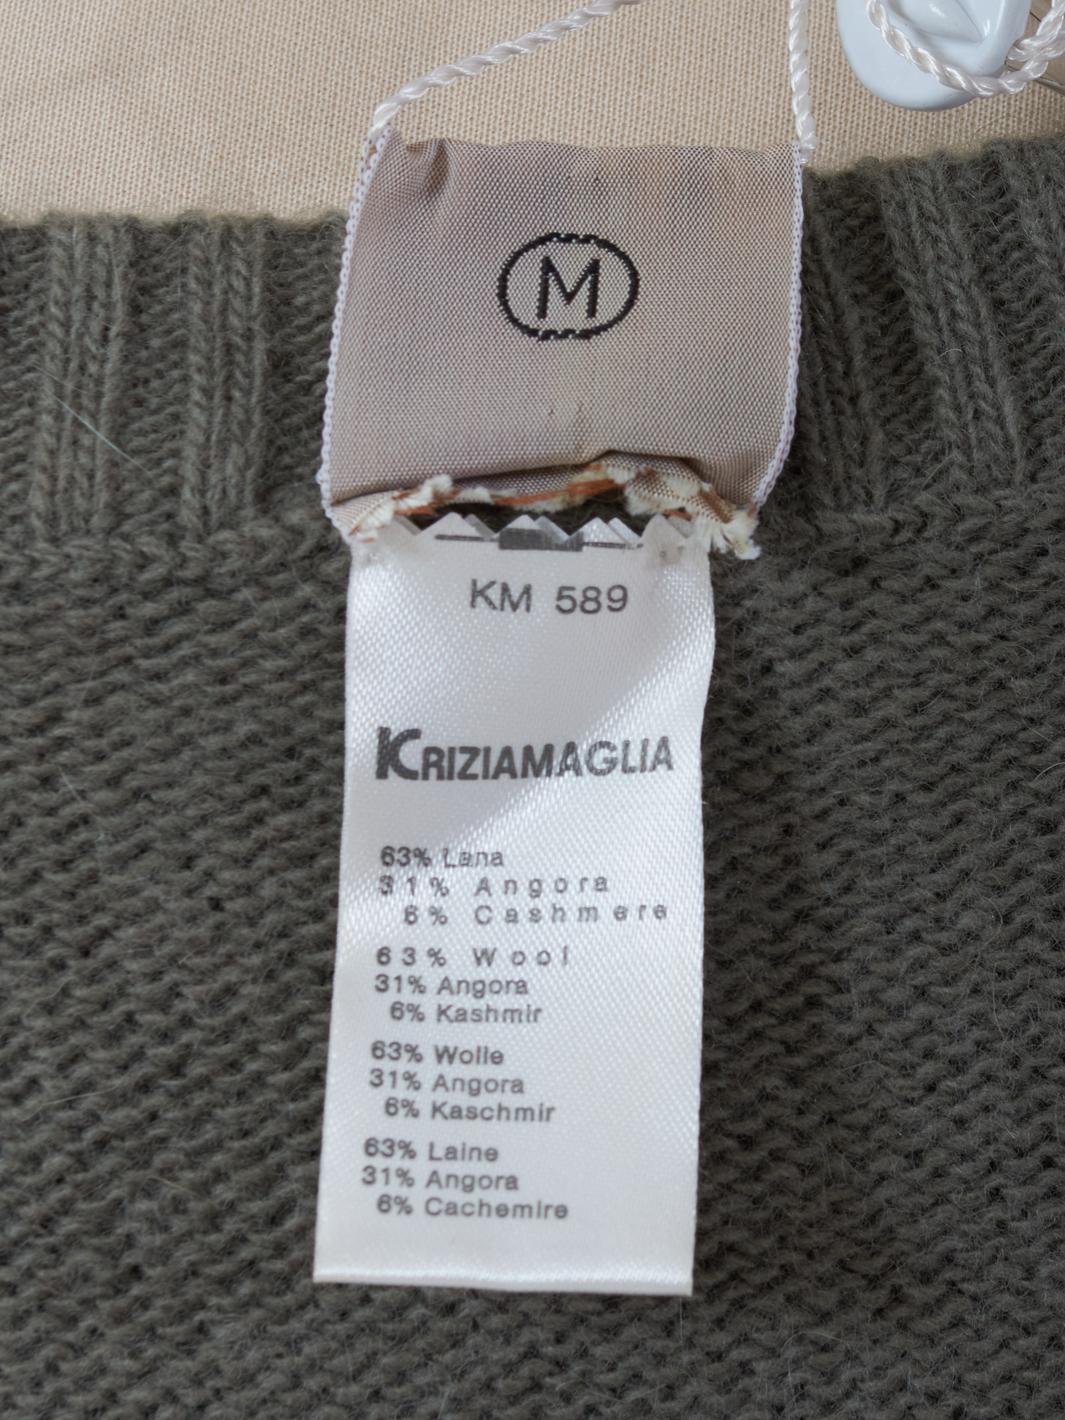 M
KM 589
KRIZIAMAGLIA
63% Lana
31% Angora
6% Cashmere
63% Wool
31% Angora
6% Kashmir
63% Wolle
31% Angora
6% Kaschmir
63% Laine
31% Angora
6% Cachemire